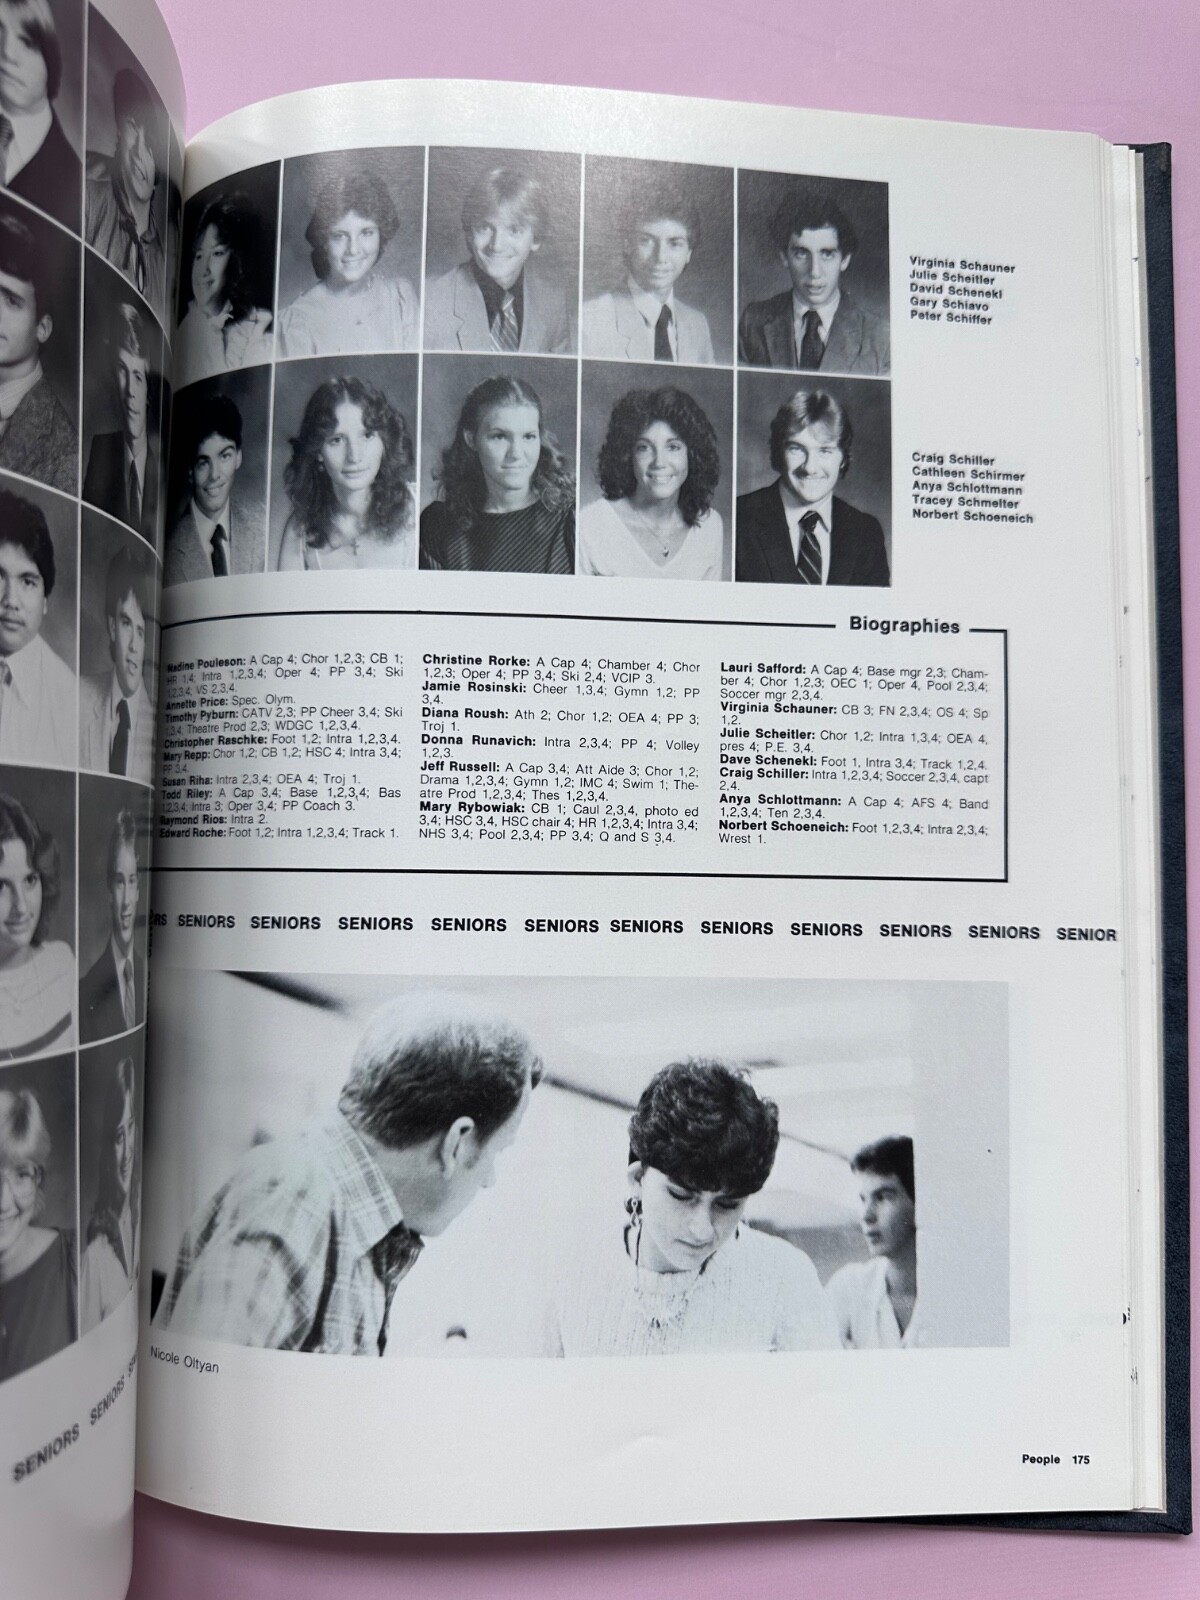 Virginia Schauner
Julie Scheitler
David Schenekl
Gary Schiavo
Peter Schiffer
Craig Schiller
Cathleen Schirmer
Anya Schlottmann
Tracey Schmelter
Norbert Schoeneich
Biographies
Nadine Pouleson: A Cap 4; Chor 1,2,3; CB 1;
HR 1,4; Intra 1,2,3,4; Oper 4; PP 3,4; Ski
1,2,3,4; VS 2,3,4.
Annette Price: Spec. Olym.
Timothy Pyburn: CATV 2,3; PP Cheer 3,4; Ski
1,3,4; Theatre Prod 2,3; WDGC 1,2,3,4.
Christopher Raschke: Foot 1,2; Intra 1,2,3,4.
Mary Repp: Chor 1,2; CB 1,2; HSC 4; Intra 3,4;
PP 3,4.
Susan Riha: Intra 2,3,4; OEA 4; Troj 1.
Todd Riley: A Cap 3,4; Base 1,2,3,4; Bas
1,2,3,4; Intra 3; Oper 3,4; PP Coach 3.
Raymond Rios: Intra 2.
Edward Roche: Foot 1,2; Intra 1,2,3,4; Track 1.
Christine Rorke: A Cap 4; Chamber 4; Chor
1,2,3; Oper 4; PP 3,4; Ski 2,4; VCIP 3.
Jamie Rosinski: Cheer 1,3,4; Gymn 1,2; PP
3,4.
Diana Roush: Ath 2; Chor 1,2; OEA 4; PP 3;
Troj 1.
Donna Runavich: Intra 2,3,4; PP 4; Volley
1,2,3.
Jeff Russell: A Cap 3,4; Att Aide 3; Chor 1,2;
Drama 1,2,3,4; Gymn 1,2; IMC 4; Swim 1; The-
atre Prod 1,2,3,4; Thes 1,2,3,4.
Mary Rybowiak: CB 1; Caul 2,3,4, photo ed
3,4; HSC 3,4, HSC chair 4; HR 1,2,3,4; Intra 3,4;
NHS 3,4; Pool 2,3,4; PP 3,4; Q and S 3,4.
Lauri Safford: A Cap 4; Base mgr 2,3; Cham-
ber 4; Chor 1,2,3; OEC 1; Oper 4, Pool 2,3,4;
Soccer mgr 2,3,4.
Virginia Schauner: CB 3; FN 2,3,4; OS 4; Sp
1,2.
Julie Scheitler: Chor 1,2; Intra 1,3,4; OEA 4,
pres 4; P.E. 3,4.
Dave Schenekl: Foot 1, Intra 3,4; Track 1,2,4.
Craig Schiller: Intra 1,2,3,4; Soccer 2,3,4, capt
2,4.
Anya Schlottmann: A Cap 4; AFS 4; Band
1,2,3,4; Ten 2,3,4.
Norbert Schoeneich: Foot 1,2,3,4; Intra 2,3,4;
Wrest 1.
RS SENIORS SENIORS SENIORS SENIORS SENIORS SENIORS SENIORS SENIORS SENIORS SENIORS SENIOR
Nicole Oltyan
SENIORS SENIORS
People 175